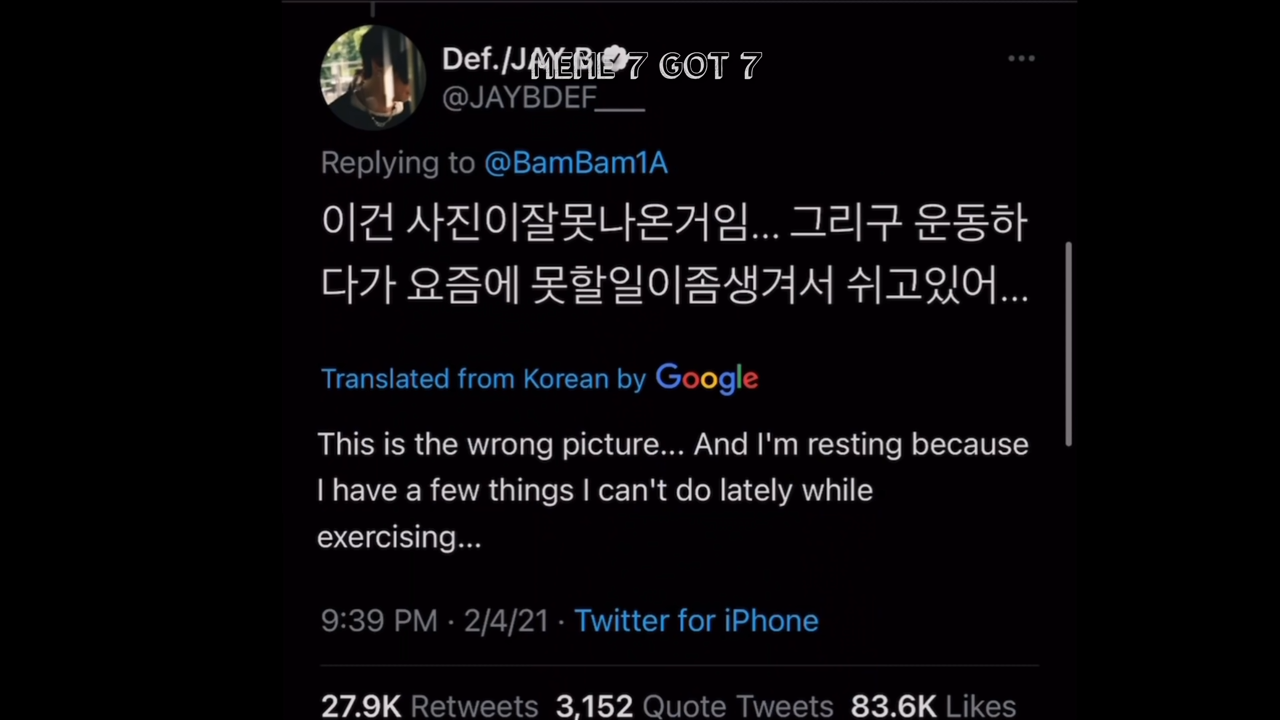 Def./JAY B
MEME 7 GOT 7
@JAYBDEF___
Replying to @BamBam1A
이건 사진이잘못나온거임... 그리구 운동하
다가 요즘에 못할일이좀생겨서 쉬고있어...
Translated from Korean by Google
This is the wrong picture... And I'm resting because
I have a few things I can't do lately while
exercising...
9:39 PM · 2/4/21 · Twitter for iPhone
27.9K Retweets 3,152 Quote Tweets 83.6K Likes